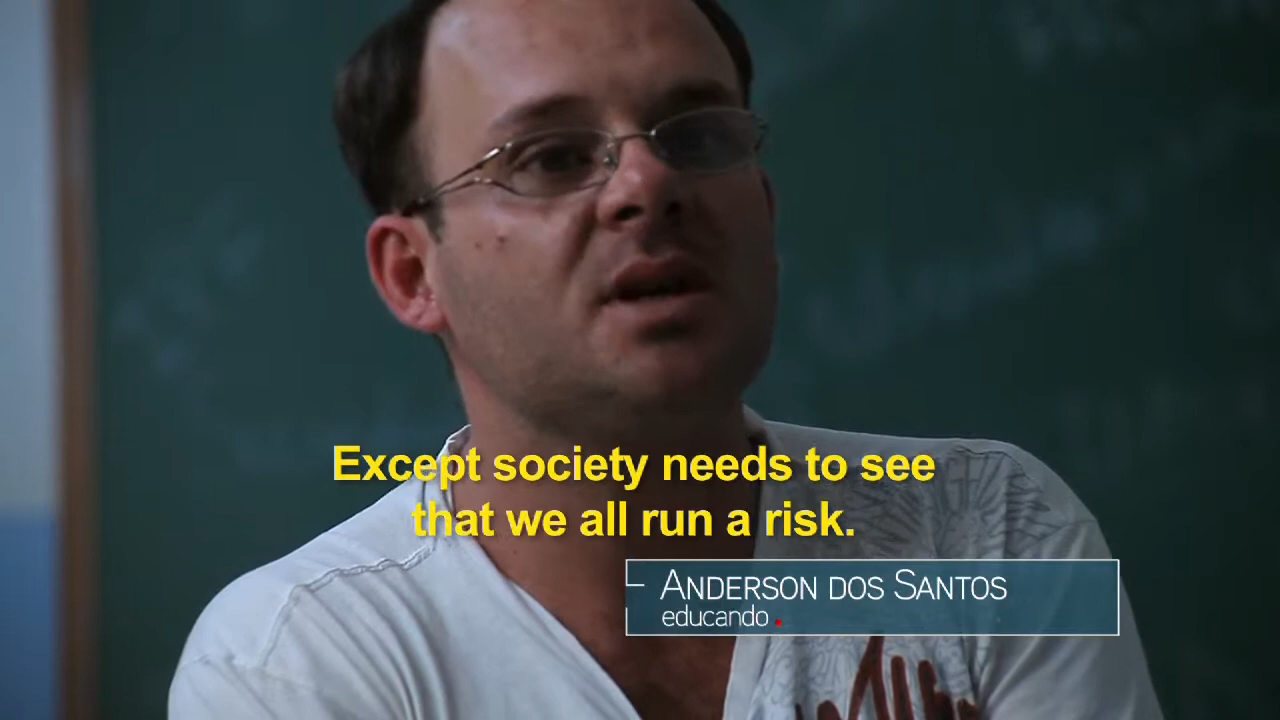 Except society needs to see
that we all run a risk.
ANDERSON DOS SANTOS
educando.